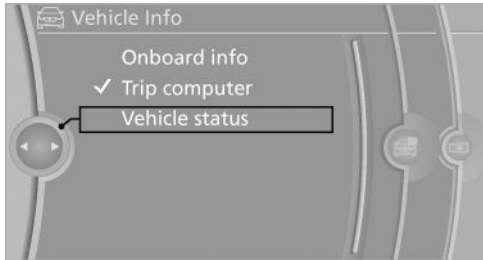 Vehicle Info
Onboard info
Trip computer
Vehicle status